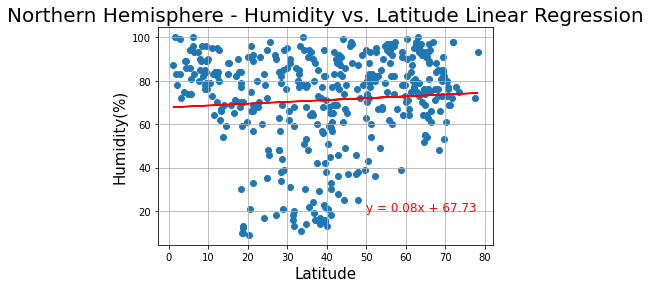 Northern Hemisphere - Humidity vs. Latitude Linear Regression
100
80
60
40
20
Humidity(%)
y = 0.08x + 67.73
0 10 20 30 40 50 60 70 80
Latitude